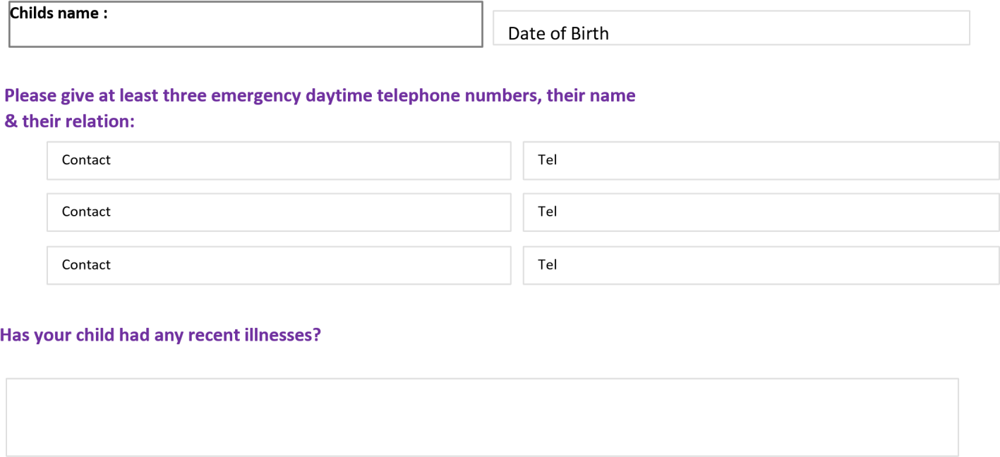 Childs name :
Date of Birth
Please give at least three emergency daytime telephone numbers, their name
& their relation:
Contact
Tel
Contact
Tel
Contact
Tel
Has your child had any recent illnesses?